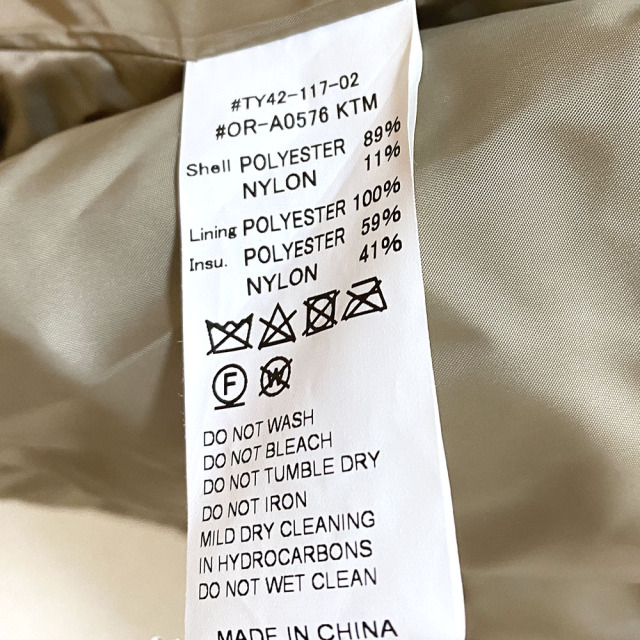 #TY42-117-02
#OR-A0576 KTM
Shell POLYESTER 89%
NYLON 11%
Lining POLYESTER 100%
Insu. POLYESTER 59%
NYLON 41%
F W
DO NOT WASH
DO NOT BLEACH
DO NOT TUMBLE DRY
DO NOT IRON
MILD DRY CLEANING
IN HYDROCARBONS
DO NOT WET CLEAN
MADE IN CHINA